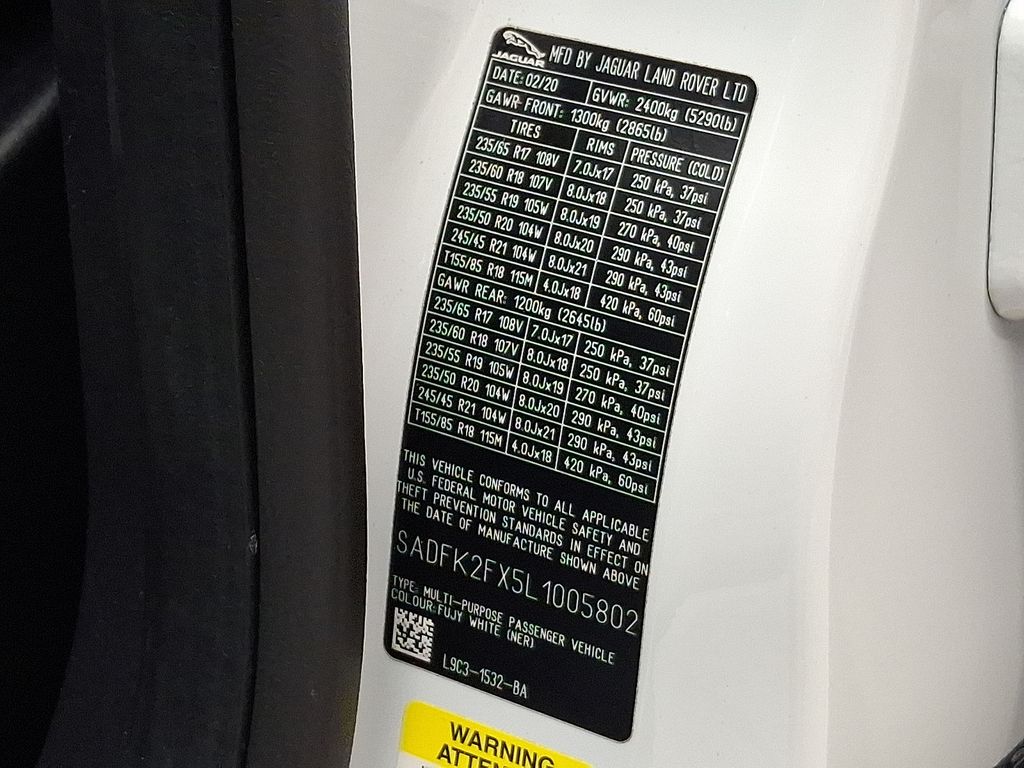 JAGUAR MFD BY JAGUAR LAND ROVER LTD
DATE: 02/20 GVWR: 2400kg (5290lb)
GAWR FRONT: 1300kg (2865lb)
TIRES RIMS PRESSURE (COLD)
235/65 R17 108V 7.0Jx17 250 kPa, 37psi
235/60 R18 107V 8.0Jx18 250 kPa, 37psi
235/55 R19 105W 8.0Jx19 270 kPa, 40psi
235/50 R20 104W 8.0Jx20 290 kPa, 43psi
245/45 R21 104W 8.0Jx21 290 kPa, 43psi
T155/85 R18 115M 4.0Jx18 420 kPa, 60psi
GAWR REAR: 1200kg (2645lb)
235/65 R17 108V 7.0Jx17 250 kPa, 37psi
235/60 R18 107V 8.0Jx18 250 kPa, 37psi
235/55 R19 105W 8.0Jx19 270 kPa, 40psi
235/50 R20 104W 8.0Jx20 290 kPa, 43psi
245/45 R21 104W 8.0Jx21 290 kPa, 43psi
T155/85 R18 115M 4.0Jx18 420 kPa, 60psi
THIS VEHICLE CONFORMS TO ALL APPLICABLE
U.S. FEDERAL MOTOR VEHICLE SAFETY AND
THEFT PREVENTION STANDARDS IN EFFECT ON
THE DATE OF MANUFACTURE SHOWN ABOVE
SADFK2FX5L1005802
TYPE: MULTI-PURPOSE PASSENGER VEHICLE
COLOUR: FUJY WHITE (NER)
L9C3-1532-BA
WARNING